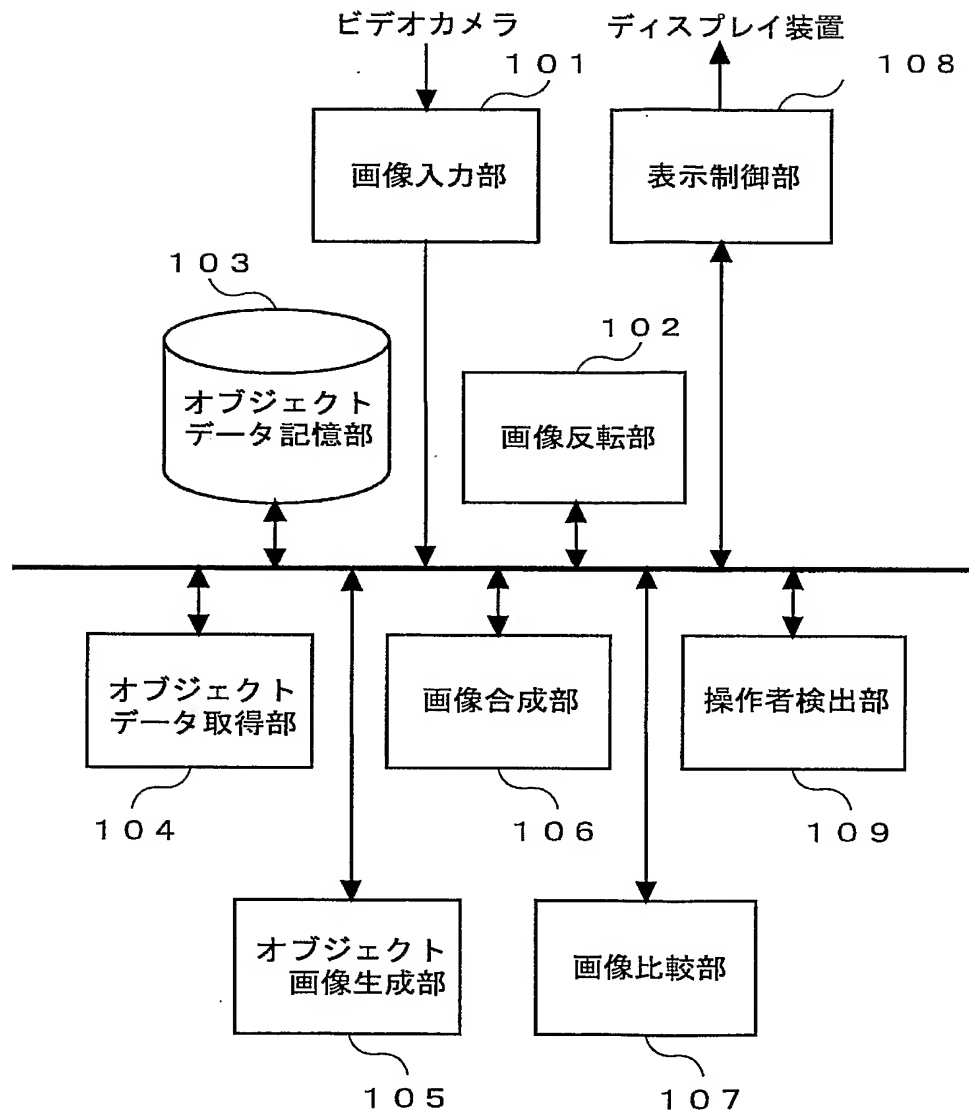 ビデオカメラ
ディスプレイ装置
１０１
１０８
画像入力部
表示制御部
１０３
１０２
オブジェクト
データ記憶部
画像反転部
オブジェクト
データ取得部
画像合成部
操作者検出部
１０４
１０６
１０９
オブジェクト
画像生成部
画像比較部
１０５
１０７